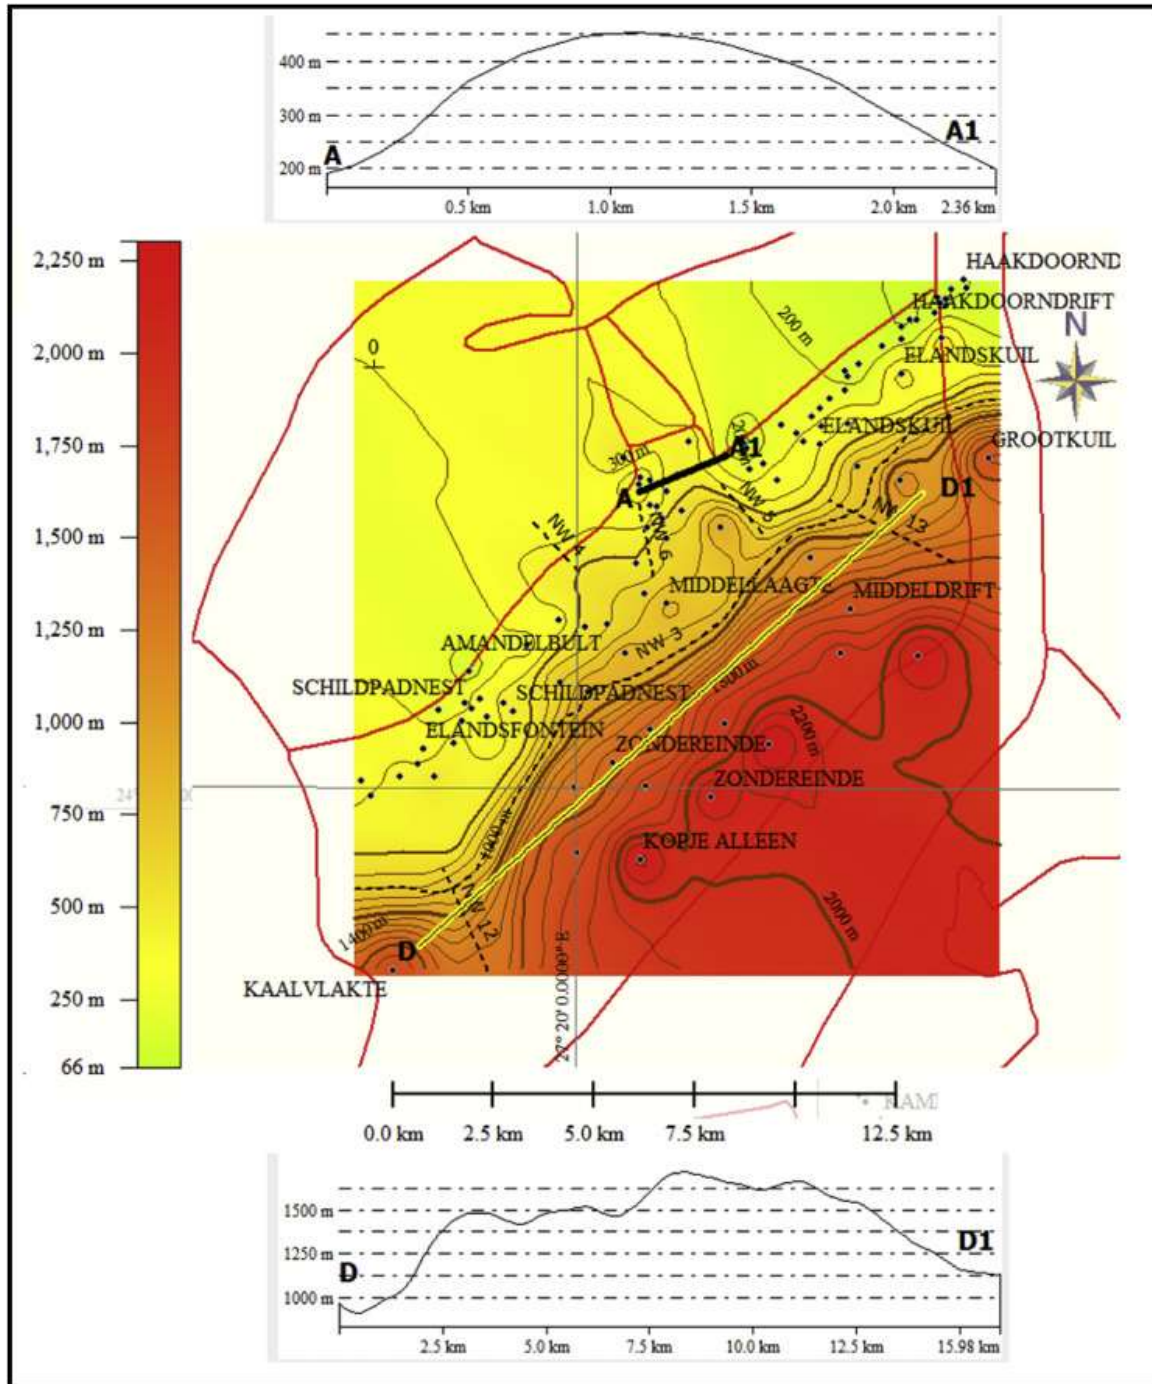 400 m
300 m
200 m
A
A1
0.5 km
1.0 km
1.5 km
2.0 km
2.36 km
2,250 m
2,000 m
1,750 m
1,500 m
1,250 m
1,000 m
750 m
500 m
250 m
66 m
HAAKDOORND
HAAKDOORNDRIFT
N
200 m
0
ELANDSKUIL
ELANDSKUIL
GROOTKUIL
300 m
A1
A
D1
NW 5
NW 13
NW 4
NW 6
MIDDELLAAGTE
MIDDELDRIFT
AMANDELBULT
NW 3
SCHILDPADNEST
SCHILDPADNEST
ELANDSFONTEIN
ZONDEREINDE
2200 m
ZONDEREINDE
1000 m
KOPJE ALLEEN
2000 m
NW 12
1400 m
D
KAALVLAKTE
27° 20' 0.0000" E
0.0 km
2.5 km
5.0 km
7.5 km
12.5 km
1500 m
1250 m
1000 m
D
D1
2.5 km
5.0 km
7.5 km
10.0 km
12.5 km
15.98 km